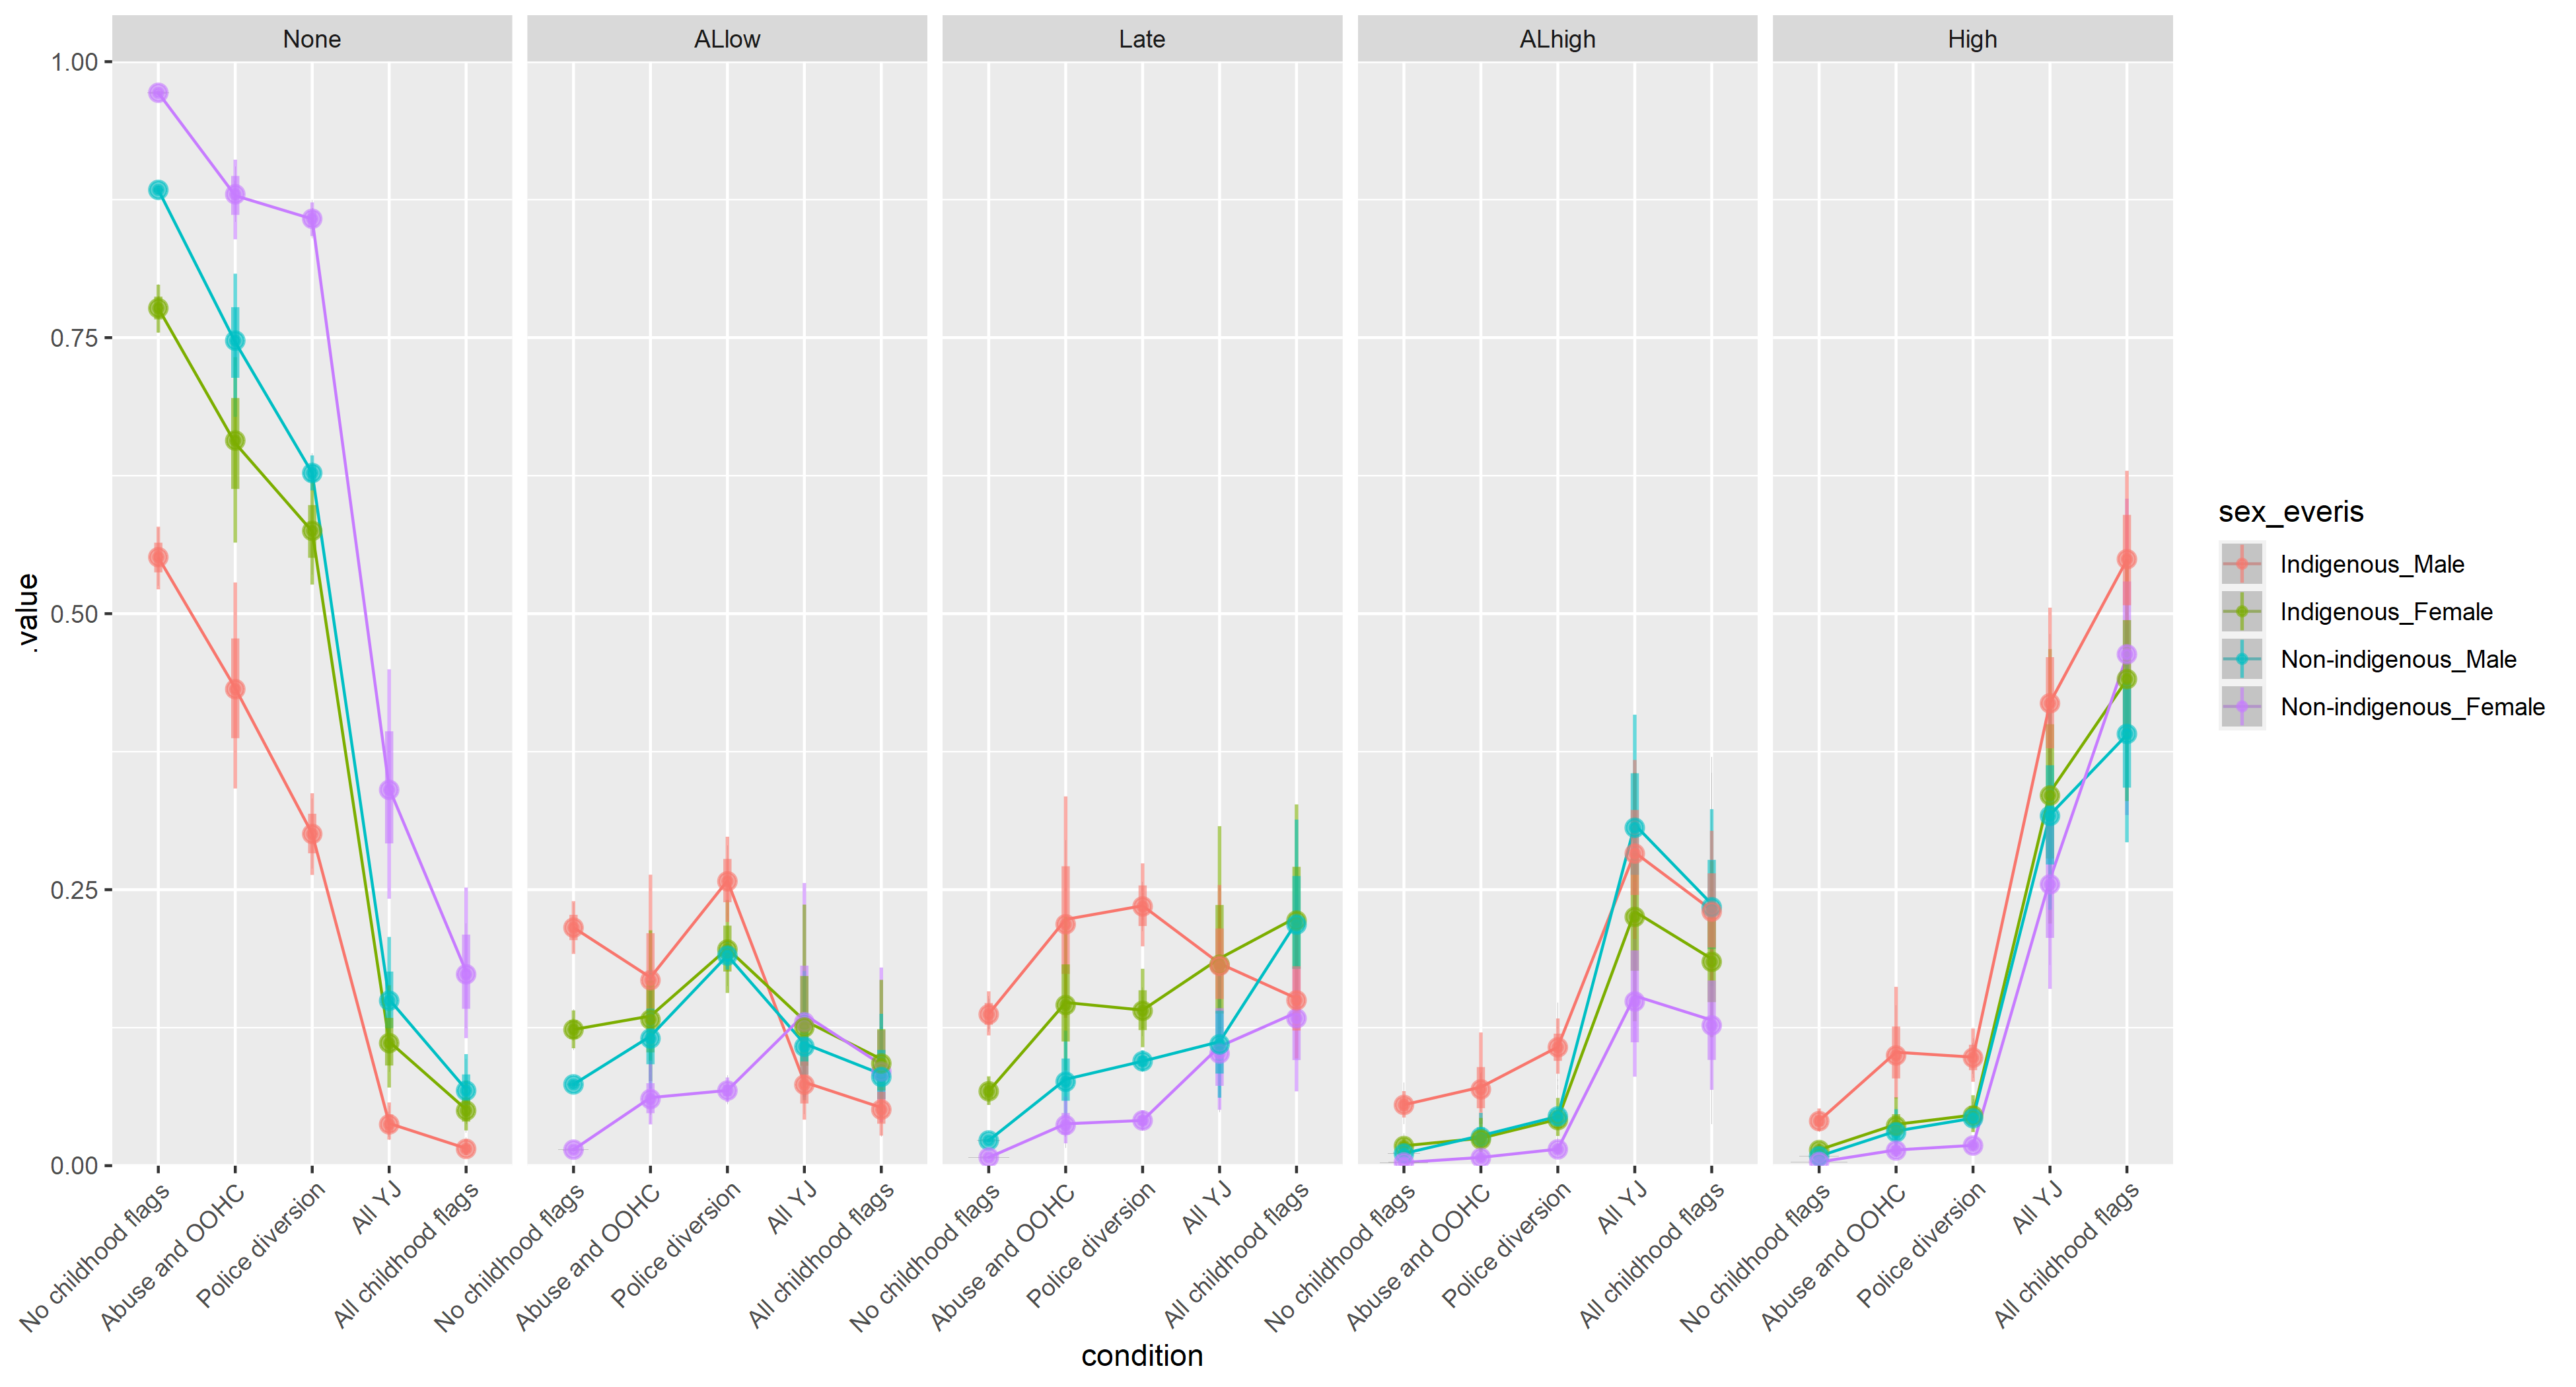 None
ALlow
Late
ALhigh
High
1.00
0.75
0.50
0.25
0.00
.value
No childhood flags
Abuse and OOHC
Police diversion
All YJ
All childhood flags
No childhood flags
Abuse and OOHC
Police diversion
All YJ
All childhood flags
No childhood flags
Abuse and OOHC
Police diversion
All YJ
All childhood flags
No childhood flags
Abuse and OOHC
Police diversion
All YJ
All childhood flags
No childhood flags
Abuse and OOHC
Police diversion
All YJ
All childhood flags
condition
sex_everis
Indigenous_Male
Indigenous_Female
Non-indigenous_Male
Non-indigenous_Female